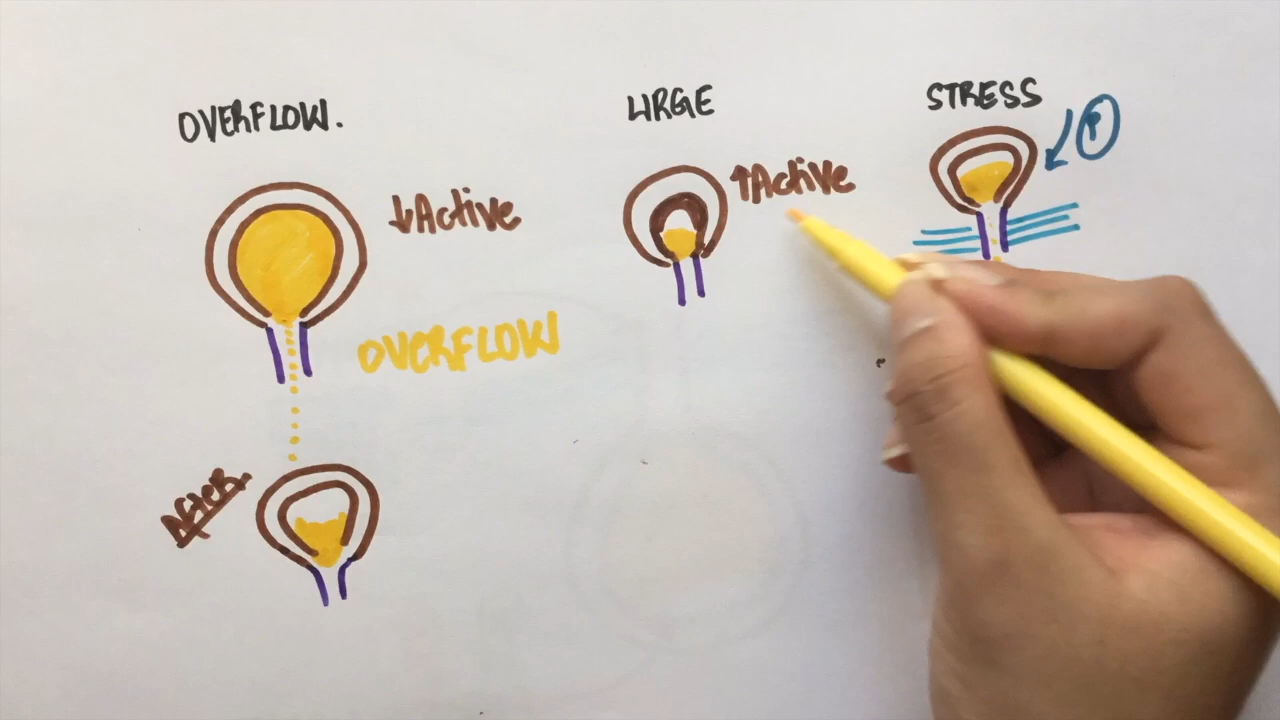 OVERFLOW.
URGE
STRESS
↓Active
↑Active
P
OVERFLOW
AFTER